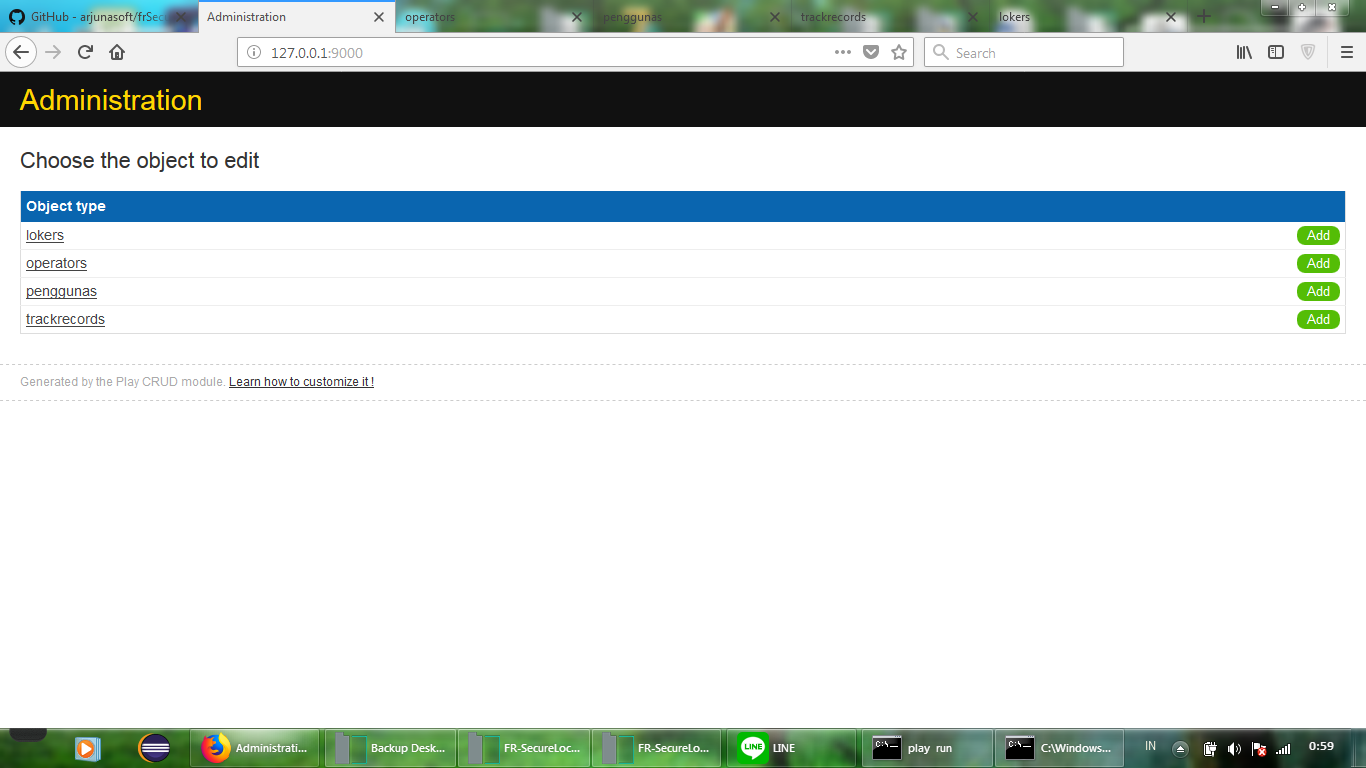 GitHub - arjunasoft/frSec
Administration
operators
penggunas
trackrecords
lokers
127.0.0.1:9000
Search
Administration
Choose the object to edit
Object type
lokers Add
operators Add
penggunas Add
trackrecords Add
Generated by the Play CRUD module. Learn how to customize it !
Administrati...
Backup Desk...
FR-SecureLoc...
FR-SecureLo...
LINE
LINE
C:\_
play run
C:\_
C:\Windows...
IN
0:59